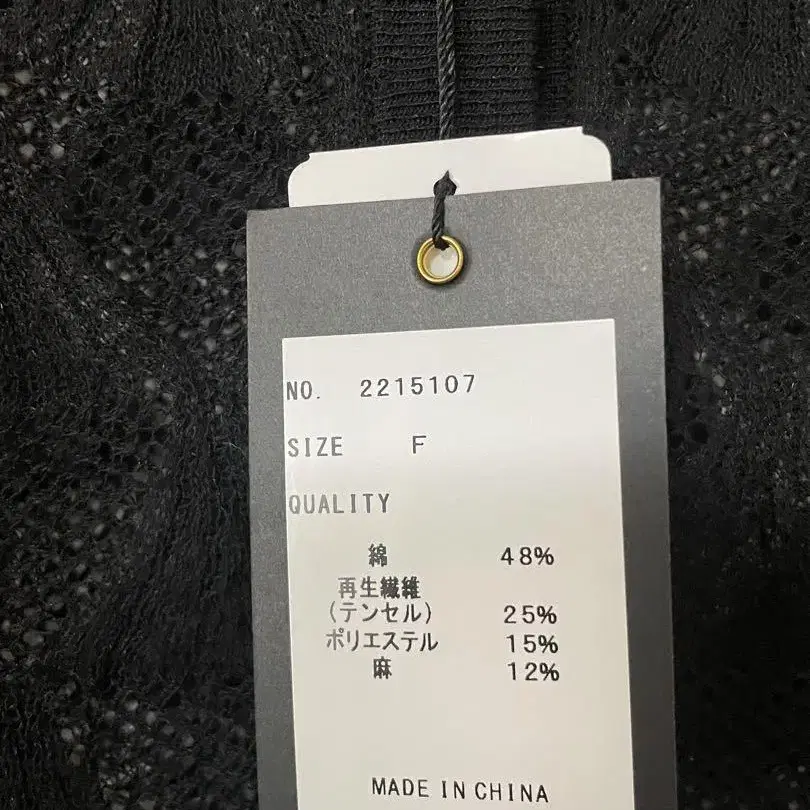 NO. 2215107
SIZE F
QUALITY
綿 48%
再生繊維
(テンセル) 25%
ポリエステル 15%
麻 12%
MADE IN CHINA